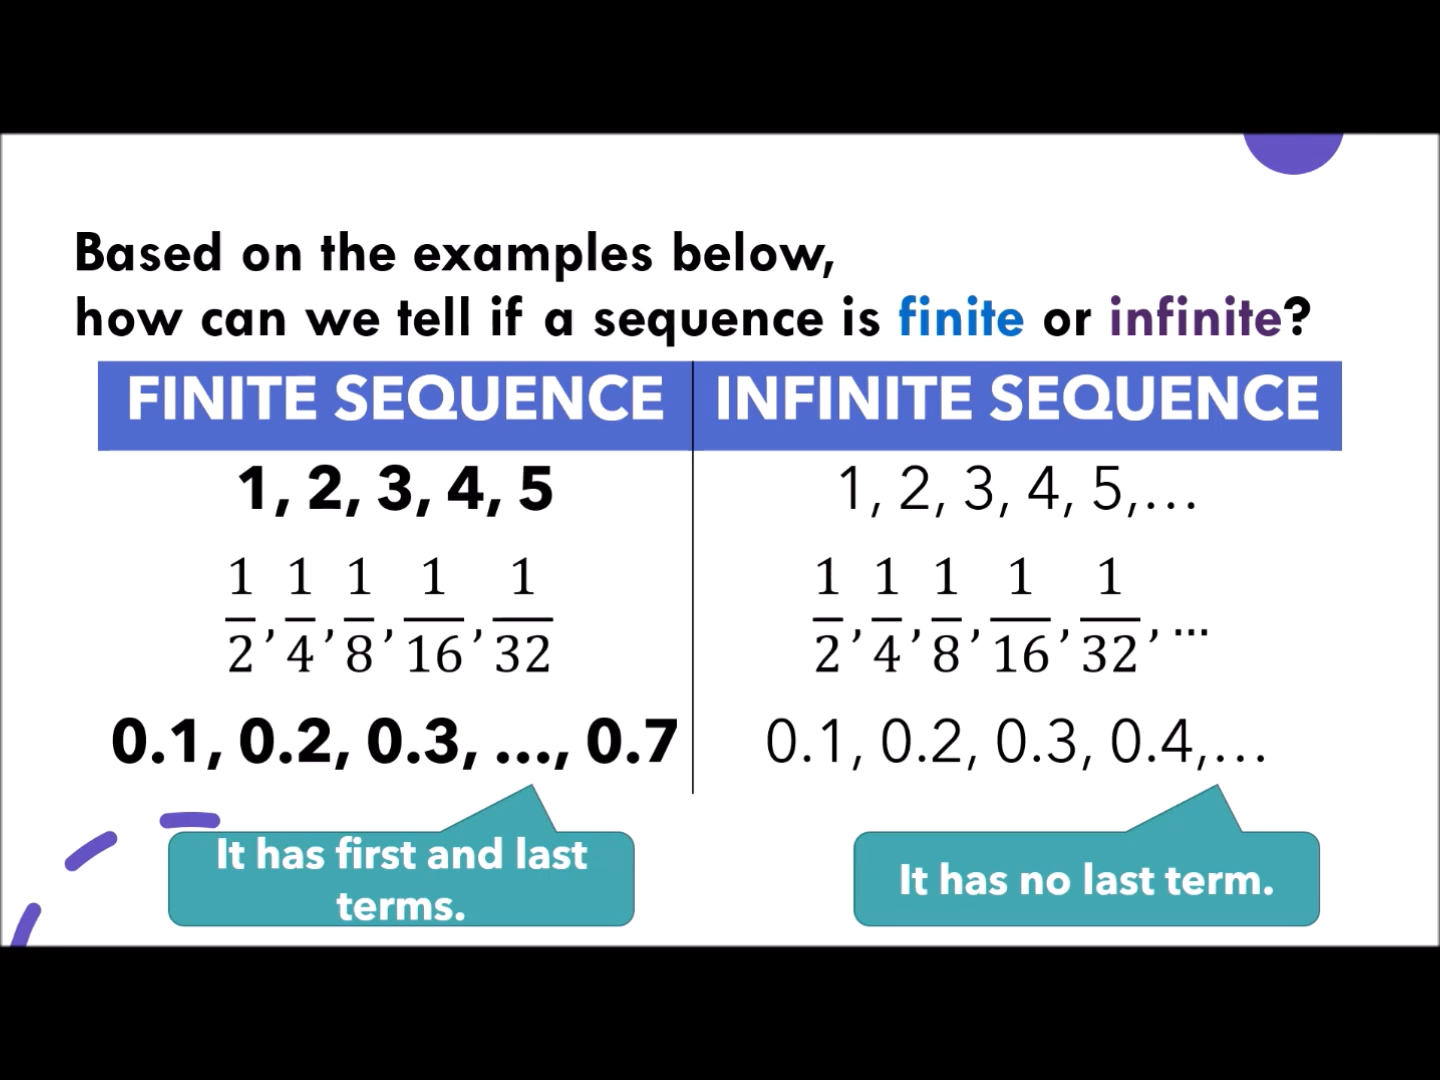 Based on the examples below,
how can we tell if a sequence is finite or infinite?
FINITE SEQUENCE
INFINITE SEQUENCE
1, 2, 3, 4, 5
1, 2, 3, 4, 5,...
1/2, 1/4, 1/8, 1/16, 1/32
1/2, 1/4, 1/8, 1/16, 1/32, ...
0.1, 0.2, 0.3, ..., 0.7
0.1, 0.2, 0.3, 0.4,...
It has first and last
terms.
It has no last term.